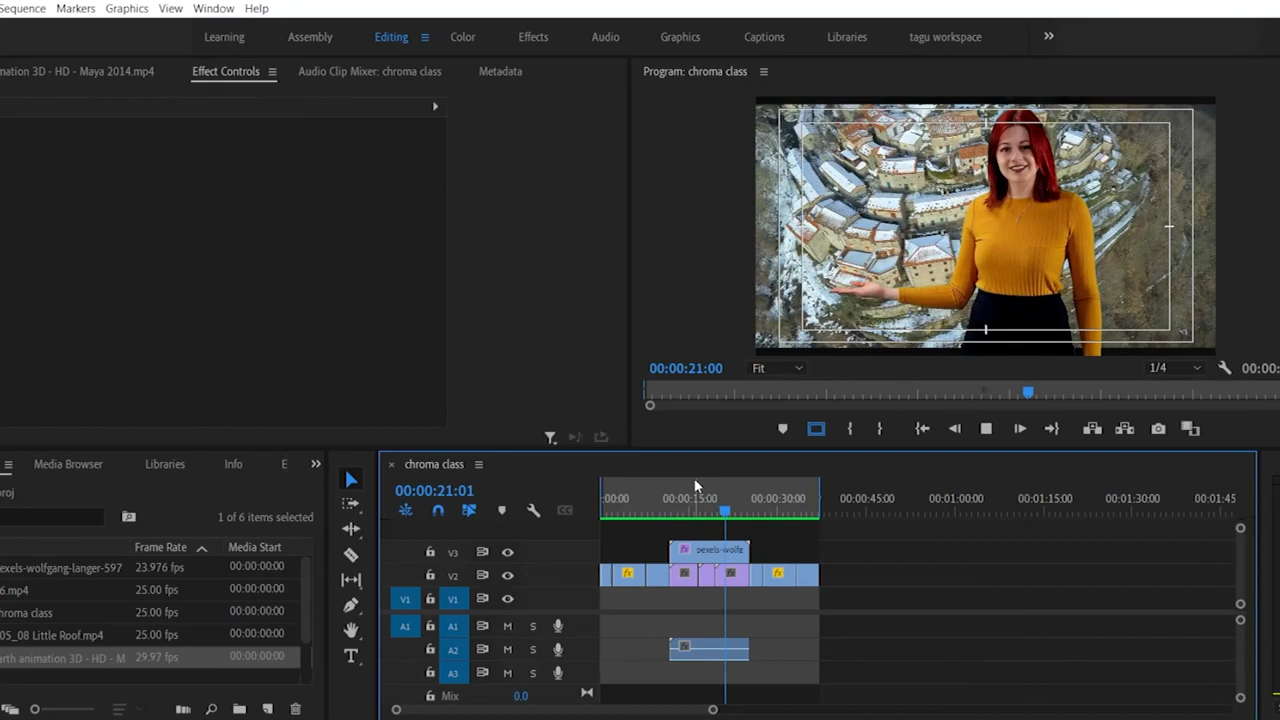 Sequence Markers Graphics View Window Help
Learning Assembly Editing Color Effects Audio Graphics Captions Libraries tagu workspace
nation 3D - HD - Maya 2014.mp4 Effect Controls Audio Clip Mixer: chroma class Metadata
Program: chroma class
00:00:21:00 Fit 1/4 00:00:
Media Browser Libraries Info E
chroma class
00:00:21:01
roj
1 of 6 items selected
:00:00 00:00:15:00 00:00:30:00 00:00:45:00 00:01:00:00 00:01:15:00 00:01:30:00 00:01:45
Frame Rate Media Start
exels-wolfgang-langer-597 23.976 fps 00:00:00:00
6.mp4 25.00 fps 00:00:00:00
chroma class 25.00 fps 00:00:00:00
05_08 Little Roof.mp4 25.00 fps 00:00:00:00
arth animation 3D - HD - M 29.97 fps 00:00:00:00
V3 fx pexels-wolfg
V2 fx fx fx fx
V1 V1
A1 A1 M S
A2 M S fx
A3 M S
Mix 0.0